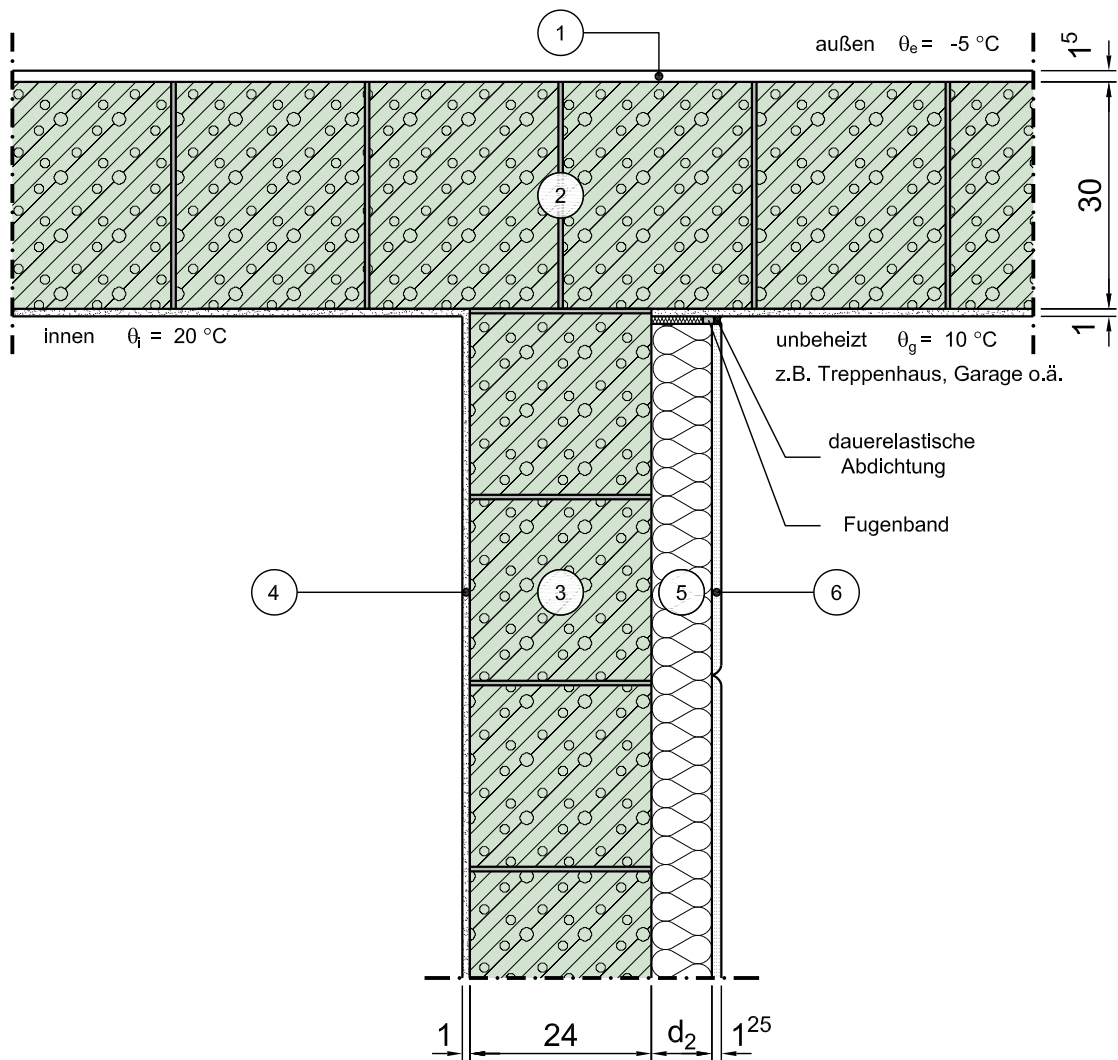 1
außen θe = -5 °C
1⁵
2
30
innen θi = 20 °C
unbeheizt θg = 10 °C
1
z.B. Treppenhaus, Garage o.ä.
dauerelastische
Abdichtung
Fugenband
4
3
5
6
1
24
d₂
1²⁵